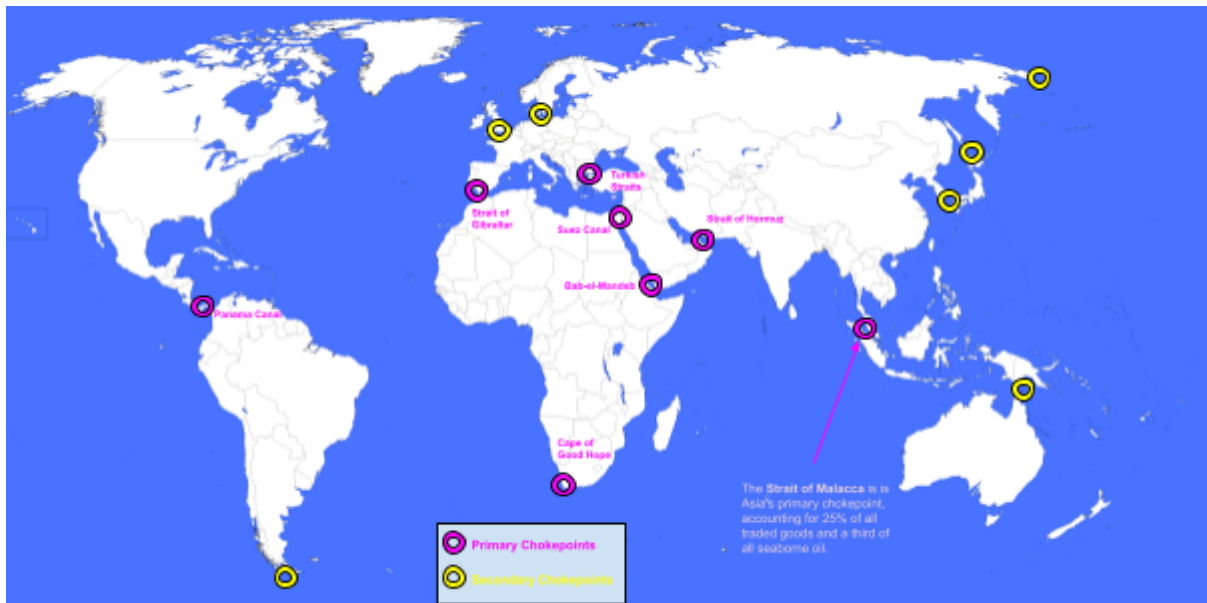 Turkish
Straits
Strait of
Gibraltar
Suez Canal
Strait of Hormuz
Bab-el-Mandeb
Panama Canal
Cape of
Good Hope
The Strait of Malacca is is
Asia's primary chokepoint,
accounting for 25% of all
traded goods and a third of
all seaborne oil.
Primary Chokepoints
Secondary Chokepoints